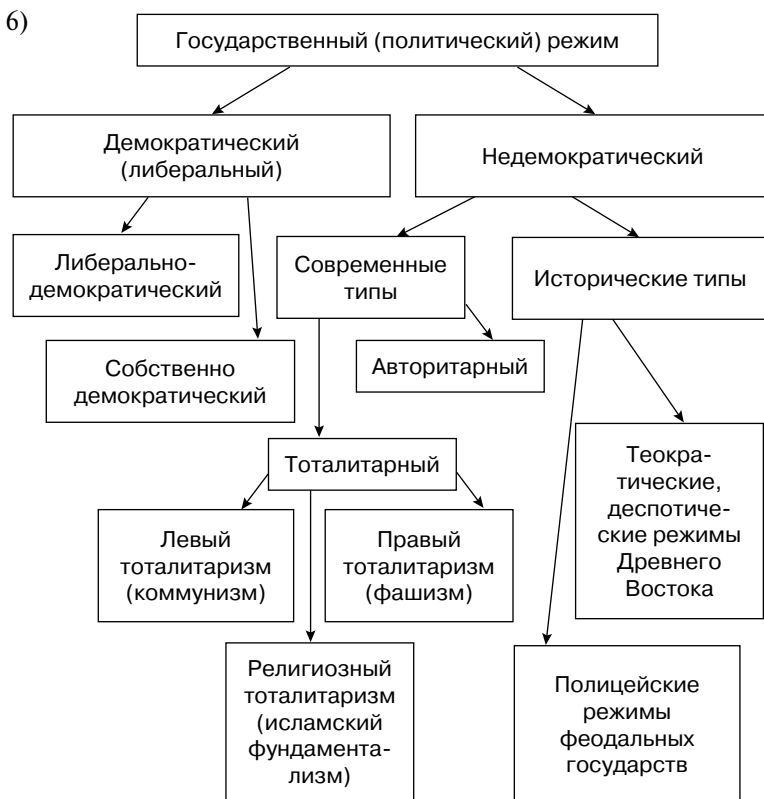 6)
Государственный (политический) режим
Демократический
(либеральный)
Недемократический
Либерально-
демократический
Современные
типы
Исторические типы
Собственно
демократический
Авторитарный
Тоталитарный
Теокра-
тические,
деспотиче-
ские режимы
Древнего
Востока
Левый
тоталитаризм
(коммунизм)
Правый
тоталитаризм
(фашизм)
Религиозный
тоталитаризм
(исламский
фундамента-
лизм)
Полицейские
режимы
феодальных
государств